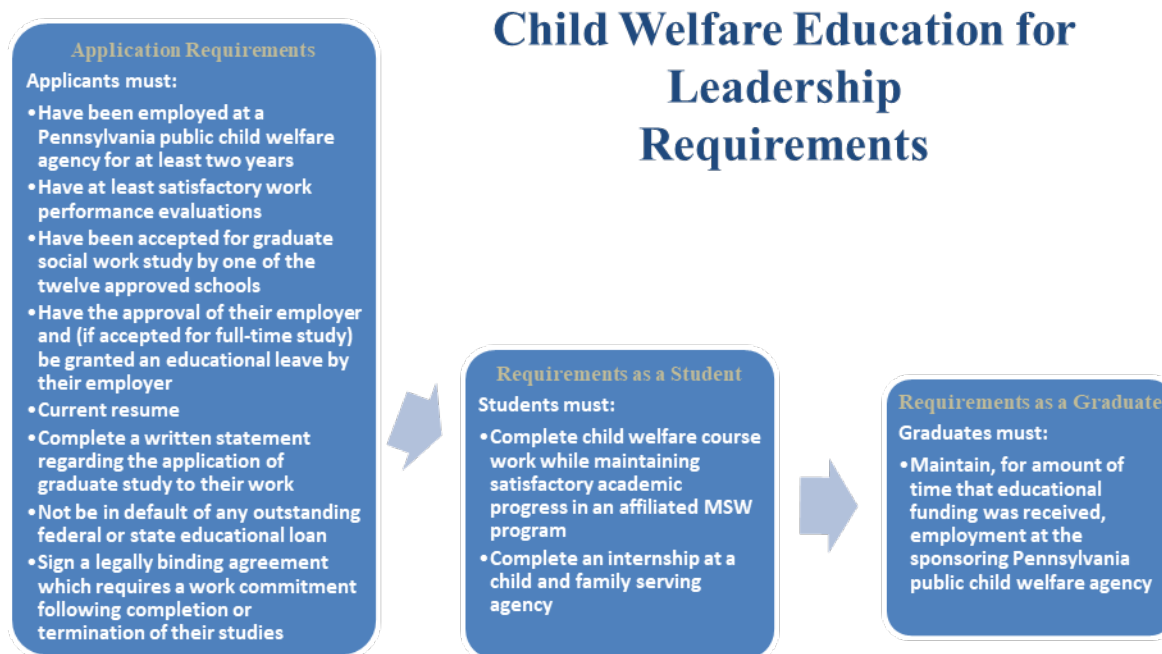 Child Welfare Education for
Leadership
Requirements
Application Requirements
Applicants must:
•Have been employed at a
Pennsylvania public child welfare
agency for at least two years
•Have at least satisfactory work
performance evaluations
•Have been accepted for graduate
social work study by one of the
twelve approved schools
•Have the approval of their employer
and (if accepted for full-time study)
be granted an educational leave by
their employer
•Current resume
•Complete a written statement
regarding the application of
graduate study to their work
•Not be in default of any outstanding
federal or state educational loan
•Sign a legally binding agreement
which requires a work commitment
following completion or
termination of their studies
Requirements as a Student
Students must:
•Complete child welfare course
work while maintaining
satisfactory academic
progress in an affiliated MSW
program
•Complete an internship at a
child and family serving
agency
Requirements as a Graduate
Graduates must:
•Maintain, for amount of
time that educational
funding was received,
employment at the
sponsoring Pennsylvania
public child welfare agency